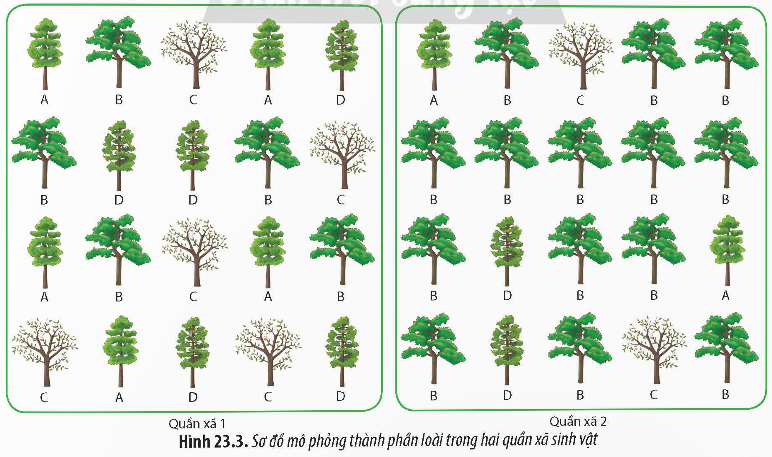 A B C A D
B D D B C
A B C A B
C A D C D
Quần xã 1
A B C B B
B B B B B
B D B B A
B D B C B
Quần xã 2
Hình 23.3. Sơ đồ mô phỏng thành phần loài trong hai quần xã sinh vật